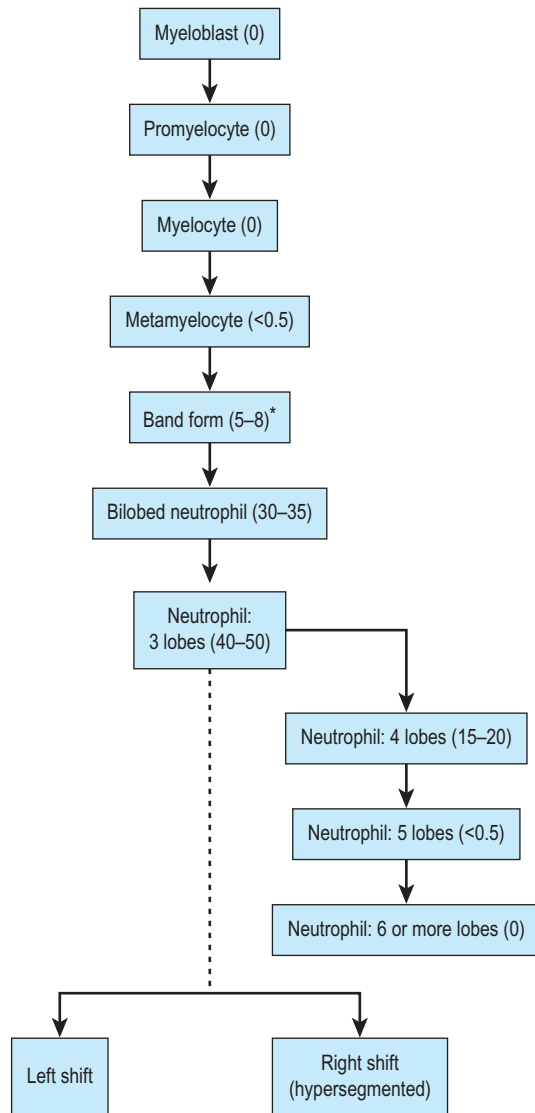 Myeloblast (0)
Promyelocyte (0)
Myelocyte (0)
Metamyelocyte (<0.5)
Band form (5–8)*
Bilobed neutrophil (30–35)
Neutrophil:
3 lobes (40–50)
Neutrophil: 4 lobes (15–20)
Neutrophil: 5 lobes (<0.5)
Neutrophil: 6 or more lobes (0)
Left shift
Right shift
(hypersegmented)